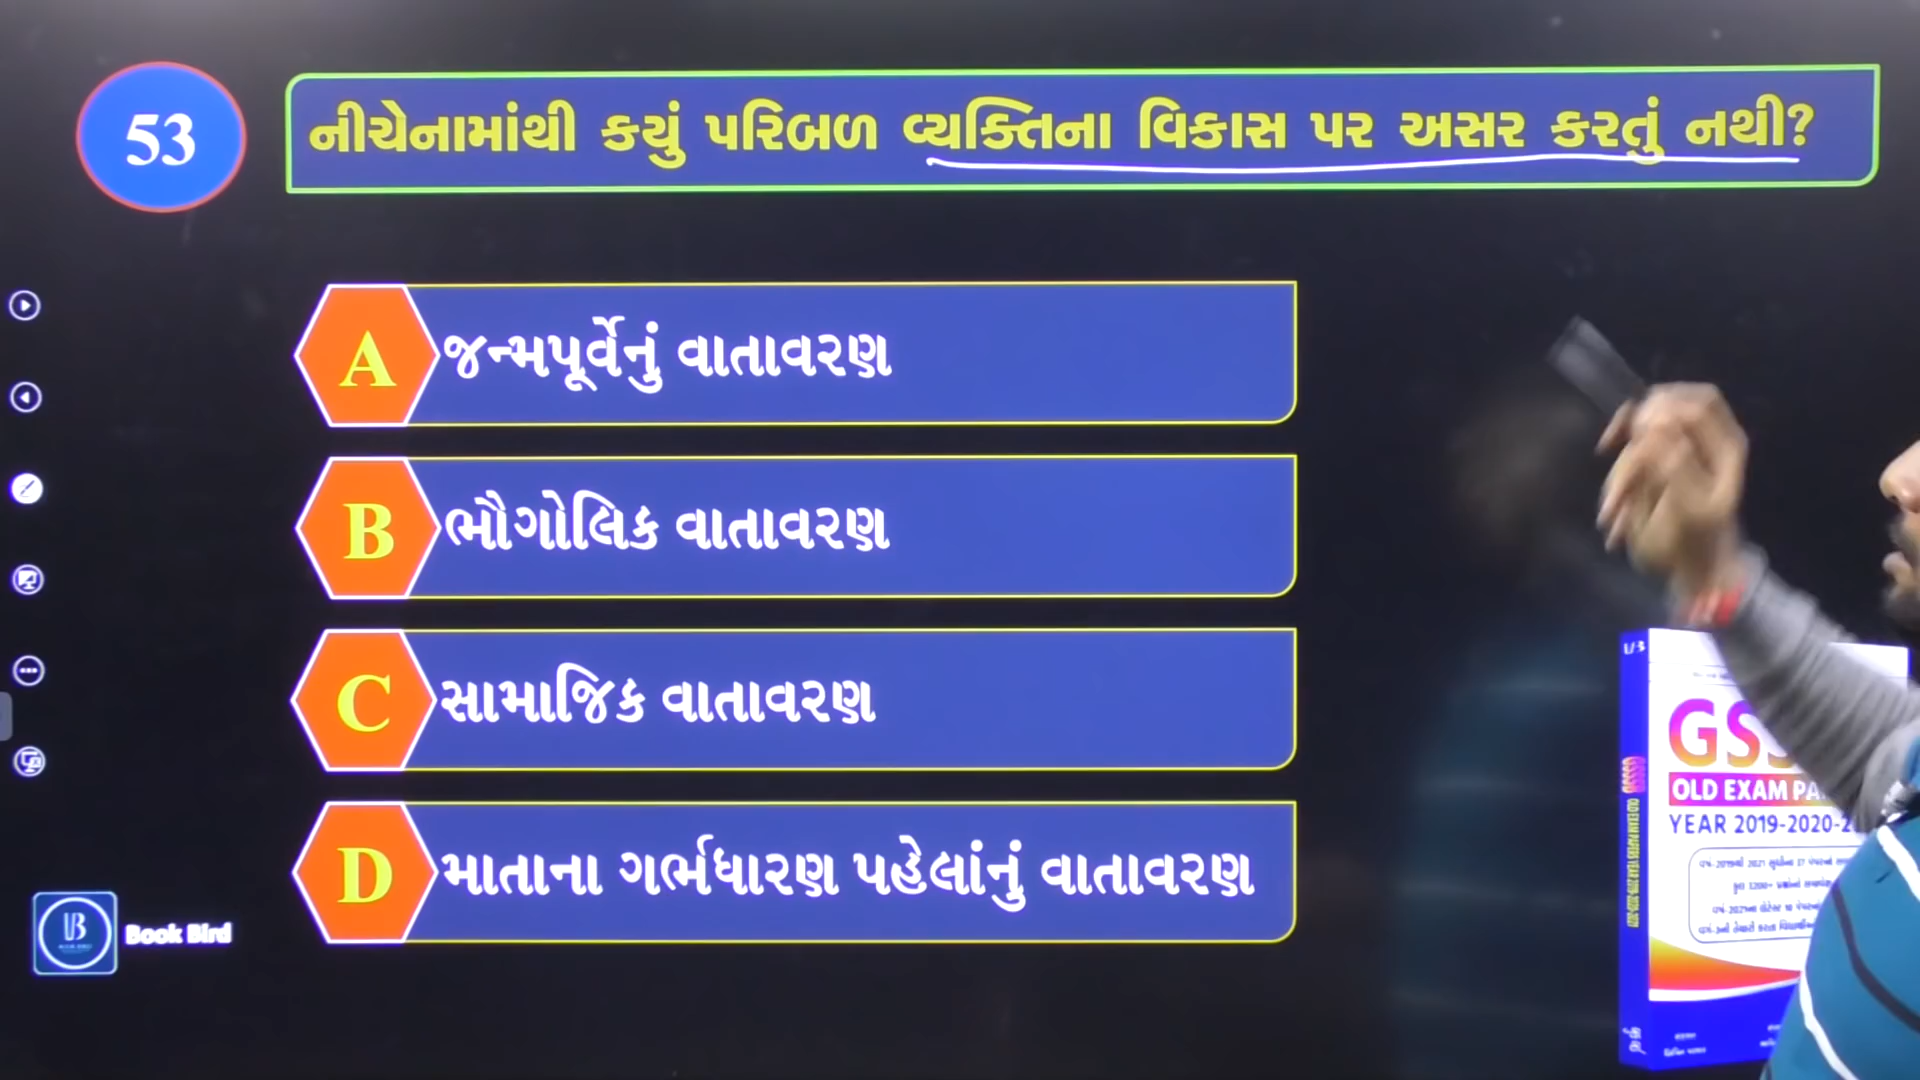 53
નીચેનામાંથી કયું પરિબળ વ્યક્તિના વિકાસ પર અસર કરતું નથી?
A
જન્મપૂર્વેનું વાતાવરણ
B
ભૌગોલિક વાતાવરણ
C
સામાજિક વાતાવરણ
D
માતાના ગર્ભધારણ પહેલાંનું વાતાવરણ
Book Bird
GSS
OLD EXAM PA
YEAR 2019-2020-2